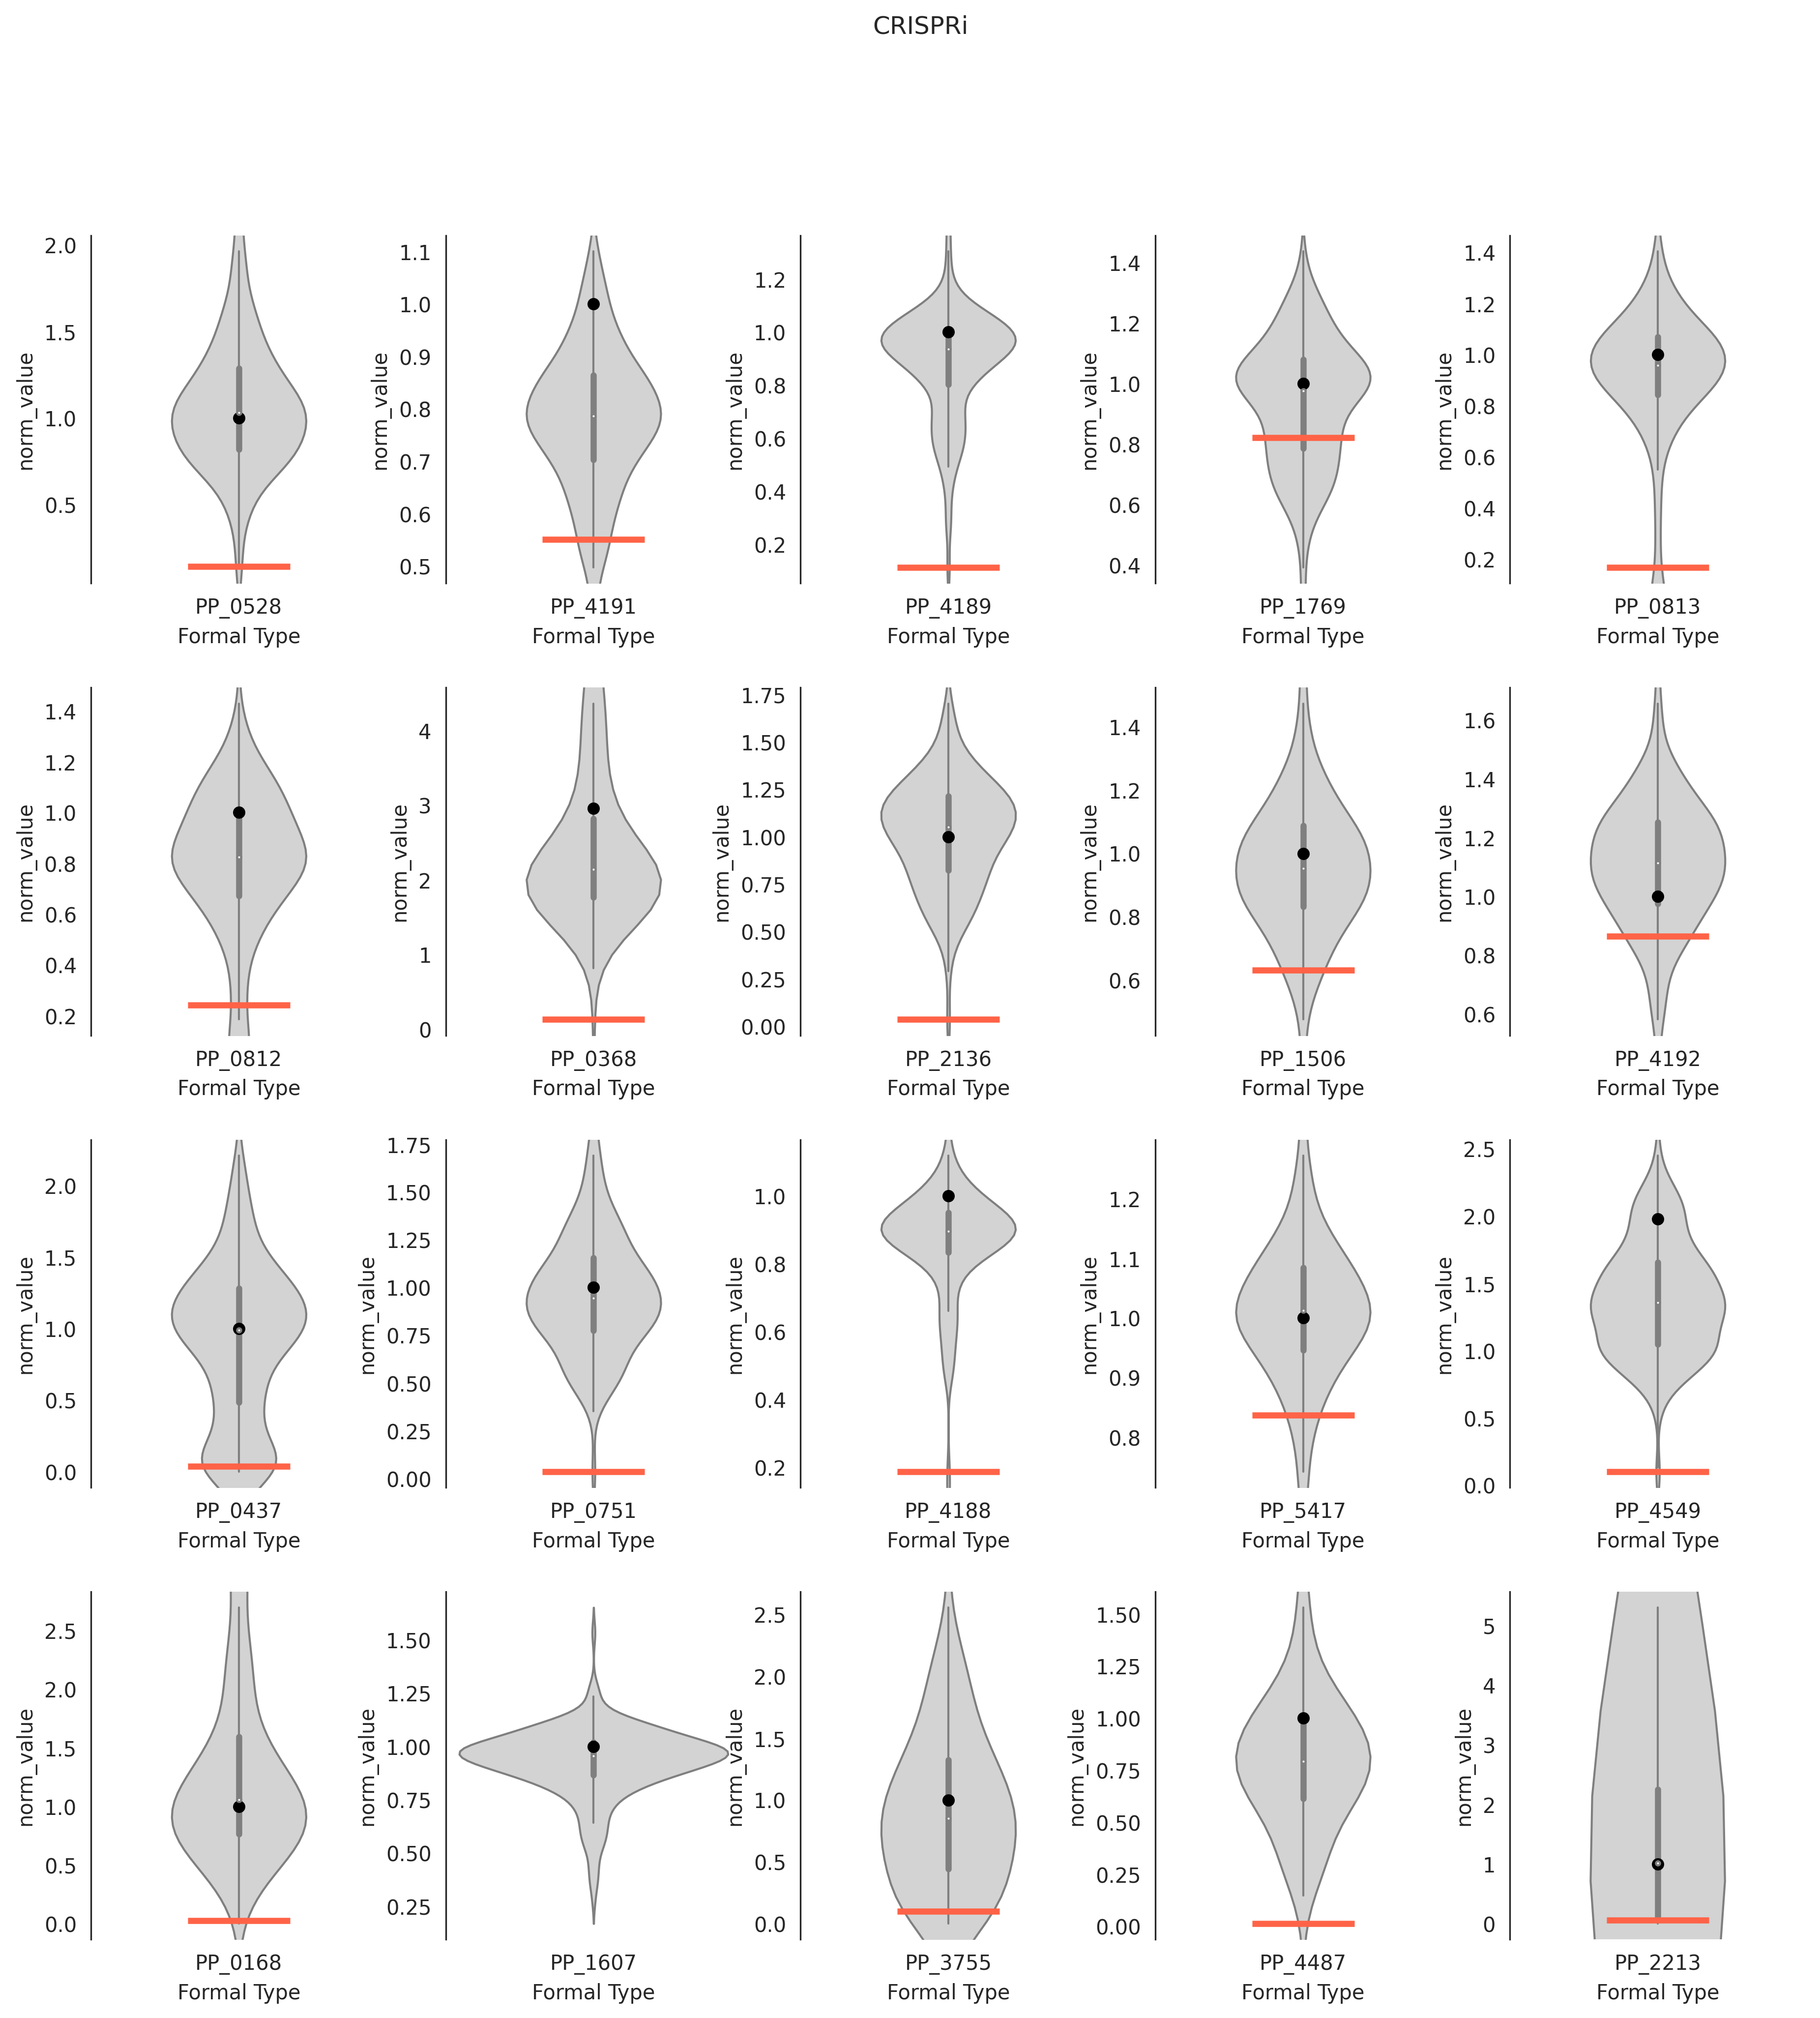 CRISPRi
2.0
1.5
1.0
0.5
norm_value
PP_0528
Formal Type
1.1
1.0
0.9
0.8
0.7
0.6
0.5
norm_value
PP_4191
Formal Type
1.2
1.0
0.8
0.6
0.4
0.2
norm_value
PP_4189
Formal Type
1.4
1.2
1.0
0.8
0.6
0.4
norm_value
PP_1769
Formal Type
1.4
1.2
1.0
0.8
0.6
0.4
0.2
norm_value
PP_0813
Formal Type
1.4
1.2
1.0
0.8
0.6
0.4
0.2
norm_value
PP_0812
Formal Type
4
3
2
1
0
norm_value
PP_0368
Formal Type
1.75
1.50
1.25
1.00
0.75
0.50
0.25
0.00
norm_value
PP_2136
Formal Type
1.4
1.2
1.0
0.8
0.6
norm_value
PP_1506
Formal Type
1.6
1.4
1.2
1.0
0.8
0.6
norm_value
PP_4192
Formal Type
2.0
1.5
1.0
0.5
0.0
norm_value
PP_0437
Formal Type
1.75
1.50
1.25
1.00
0.75
0.50
0.25
0.00
norm_value
PP_0751
Formal Type
1.0
0.8
0.6
0.4
0.2
norm_value
PP_4188
Formal Type
1.2
1.1
1.0
0.9
0.8
norm_value
PP_5417
Formal Type
2.5
2.0
1.5
1.0
0.5
0.0
norm_value
PP_4549
Formal Type
2.5
2.0
1.5
1.0
0.5
0.0
norm_value
PP_0168
Formal Type
1.50
1.25
1.00
0.75
0.50
0.25
norm_value
PP_1607
Formal Type
2.5
2.0
1.5
1.0
0.5
0.0
norm_value
PP_3755
Formal Type
1.50
1.25
1.00
0.75
0.50
0.25
0.00
norm_value
PP_4487
Formal Type
5
4
3
2
1
0
norm_value
PP_2213
Formal Type